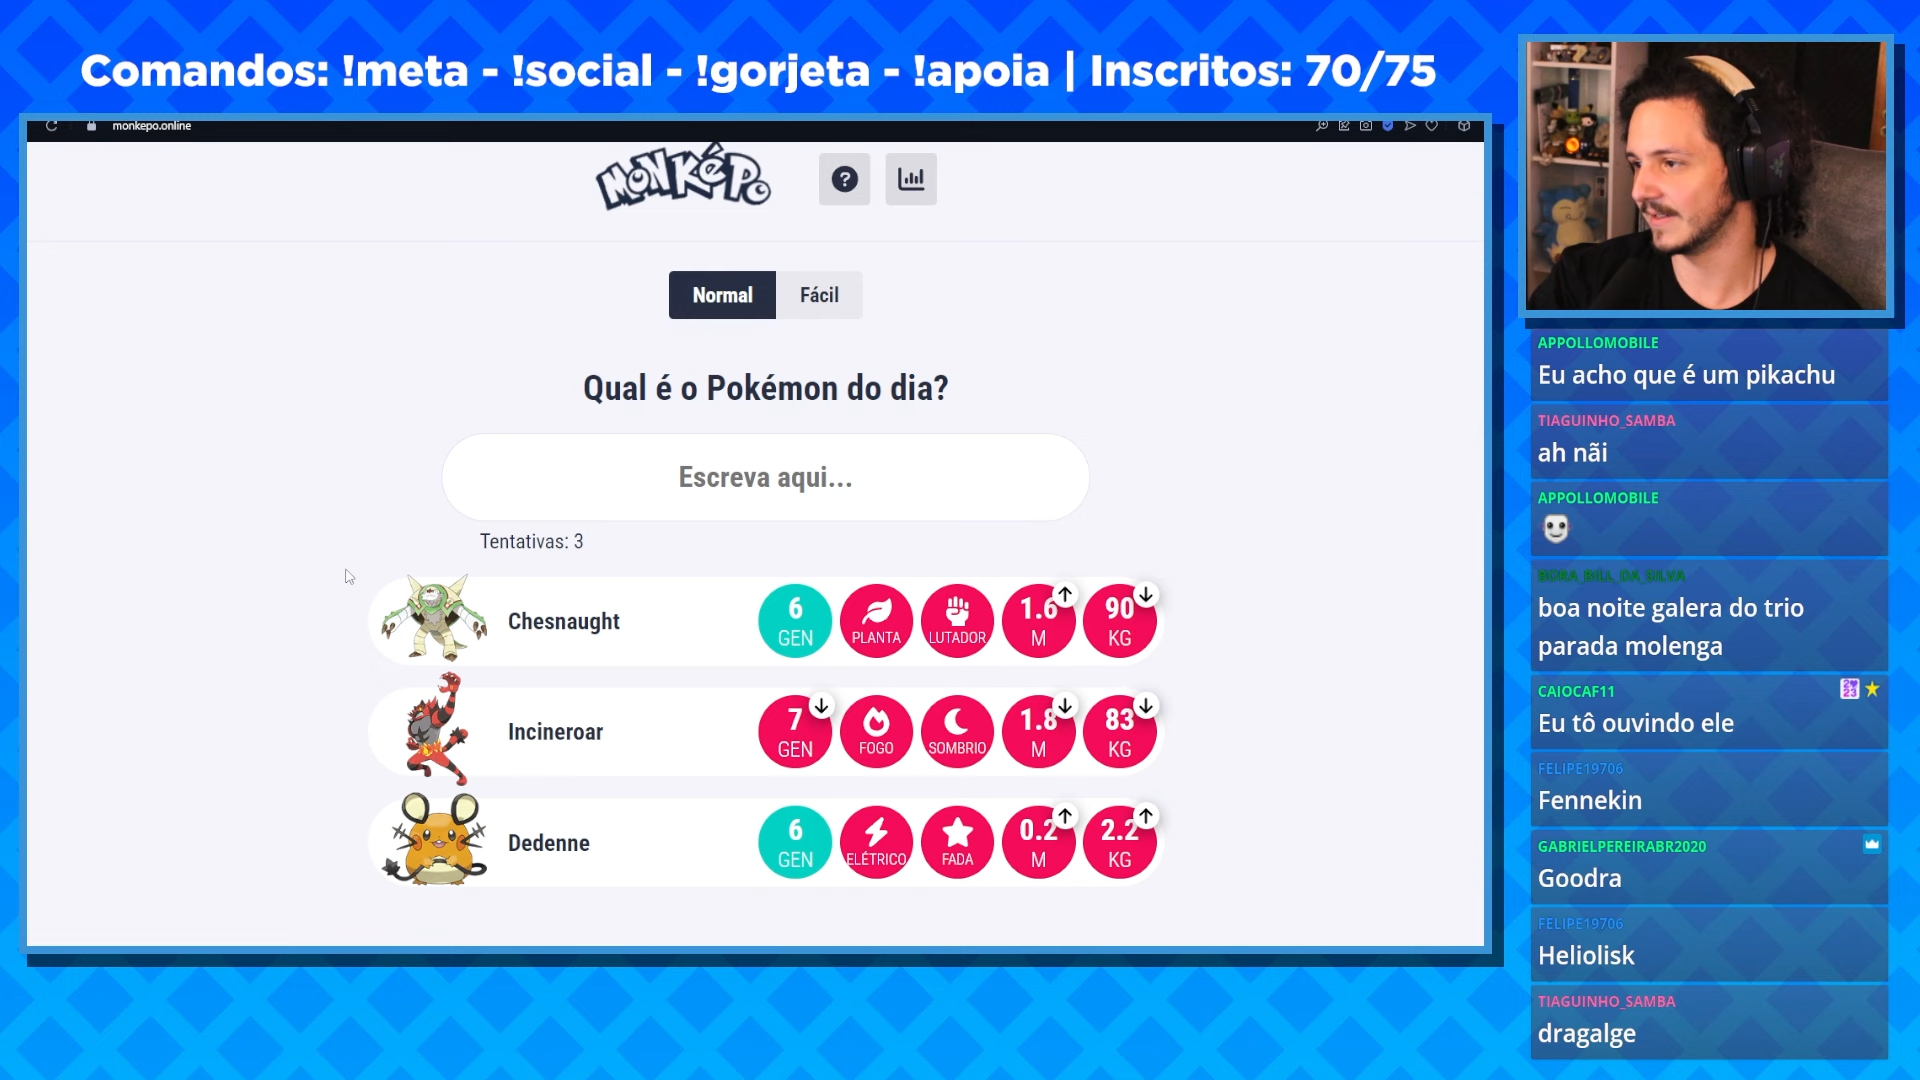 Comandos: !meta - !social - !gorjeta - !apoia | Inscritos: 70/75
monkepo.online
MONKÉPO
Normal
Fácil
Qual é o Pokémon do dia?
Escreva aqui...
Tentativas: 3
Chesnaught
6 GEN
PLANTA
LUTADOR
1.6 M
90 KG
Incineroar
7 GEN
FOGO
SOMBRIO
1.8 M
83 KG
Dedenne
6 GEN
ELÉTRICO
FADA
0.2 M
2.2 KG
APPOLLOMOBILE
Eu acho que é um pikachu
TIAGUINHO_SAMBA
ah nãi
APPOLLOMOBILE
BORA_BILL_DA_SILVA
boa noite galera do trio
parada molenga
CAIOCAF11
Eu tô ouvindo ele
FELIPE19706
Fennekin
GABRIELPEREIRABR2020
Goodra
FELIPE19706
Heliolisk
TIAGUINHO_SAMBA
dragalge